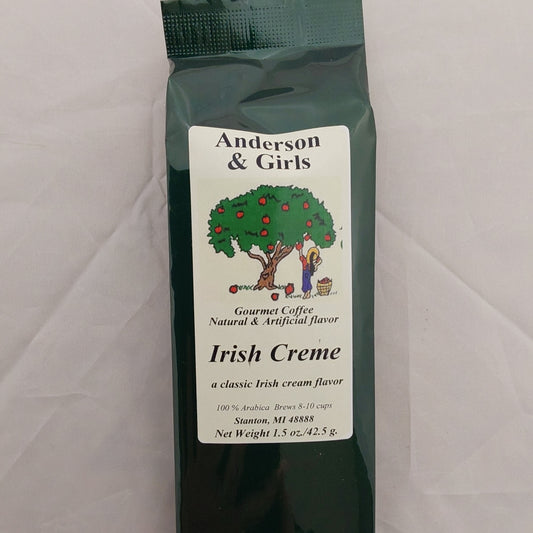 Anderson
& Girls
Gourmet Coffee
Natural & Artificial flavor
Irish Creme
a classic Irish cream flavor
100 % Arabica Brews 8-10 cups
Stanton, MI 48888
Net Weight 1.5 oz./42.5 g.